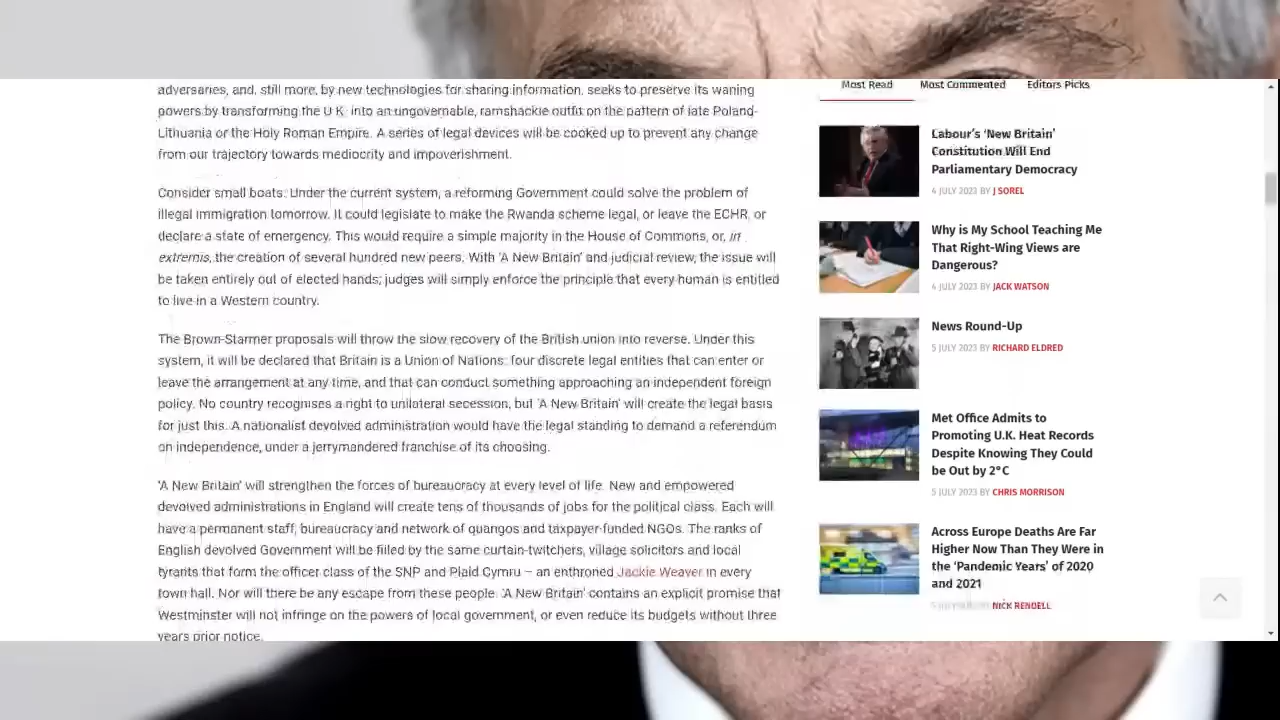 adversaries, and, still more, by new technologies for sharing information, seeks to preserve its waning
powers by transforming the U.K. into an ungovernable, ramshackle outfit on the pattern of late Poland-
Lithuania or the Holy Roman Empire. A series of legal devices will be cooked up to prevent any change
from our trajectory towards mediocrity and impoverishment.
Consider small boats. Under the current system, a reforming Government could solve the problem of
illegal immigration tomorrow. It could legislate to make the Rwanda scheme legal, or leave the ECHR, or
declare a state of emergency. This would require a simple majority in the House of Commons, or, in
extremis, the creation of several hundred new peers. With 'A New Britain' and judicial review, the issue will
be taken entirely out of elected hands; judges will simply enforce the principle that every human is entitled
to live in a Western country.
The Brown-Starmer proposals will throw the slow recovery of the British union into reverse. Under this
system, it will be declared that Britain is a Union of Nations: four discrete legal entities that can enter or
leave the arrangement at any time, and that can conduct something approaching an independent foreign
policy. No country recognises a right to unilateral secession, but 'A New Britain' will create the legal basis
for just this. A nationalist devolved administration would have the legal standing to demand a referendum
on independence, under a jerrymandered franchise of its choosing.
'A New Britain' will strengthen the forces of bureaucracy at every level of life. New and empowered
devolved administrations in England will create tens of thousands of jobs for the political class. Each will
have a permanent staff, bureaucracy and network of quangos and taxpayer-funded NGOs. The ranks of
English devolved Government will be filled by the same curtain-twitchers, village solicitors and local
tyrants that form the officer class of the SNP and Plaid Cymru – an enthroned Jackie Weaver in every
town hall. Nor will there be any escape from these people. 'A New Britain' contains an explicit promise that
Westminster will not infringe on the powers of local government, or even reduce its budgets without three
years prior notice.
Most Read Most Commented Editors Picks
Labour's 'New Britain'
Constitution Will End
Parliamentary Democracy
4 JULY 2023 BY J SOREL
Why is My School Teaching Me
That Right-Wing Views are
Dangerous?
4 JULY 2023 BY JACK WATSON
News Round-Up
5 JULY 2023 BY RICHARD ELDRED
Met Office Admits to
Promoting U.K. Heat Records
Despite Knowing They Could
be Out by 2°C
5 JULY 2023 BY CHRIS MORRISON
Across Europe Deaths Are Far
Higher Now Than They Were in
the 'Pandemic Years' of 2020
and 2021
5 JULY 2023 BY NICK RENDELL